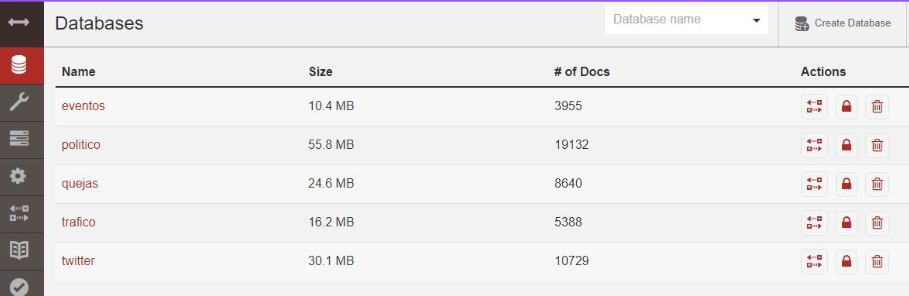 Databases
Database name
Create Database
Name Size # of Docs Actions
eventos 10.4 MB 3955
politico 55.8 MB 19132
quejas 24.6 MB 8640
trafico 16.2 MB 5388
twitter 30.1 MB 10729